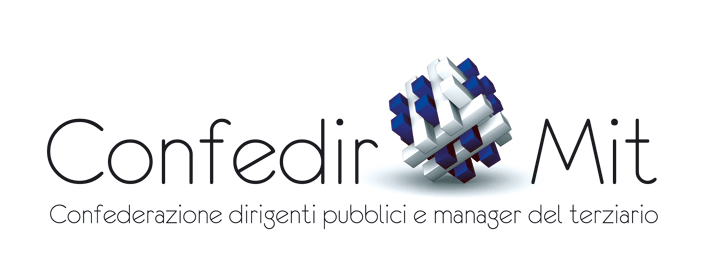 Confedir Mit
Confederazione dirigenti pubblici e manager del terziario